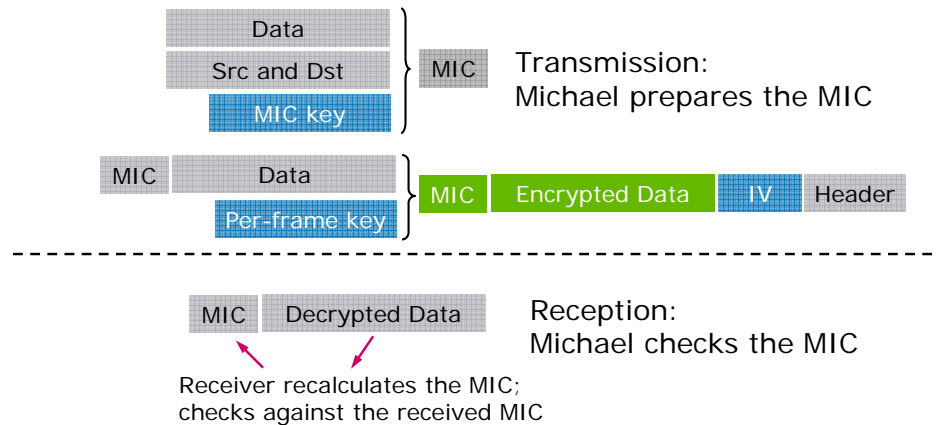 Data
Src and Dst
MIC key
MIC
Transmission:
Michael prepares the MIC
MIC
Data
Per-frame key
MIC
Encrypted Data
IV
Header
MIC
Decrypted Data
Reception:
Michael checks the MIC
Receiver recalculates the MIC;
checks against the received MIC